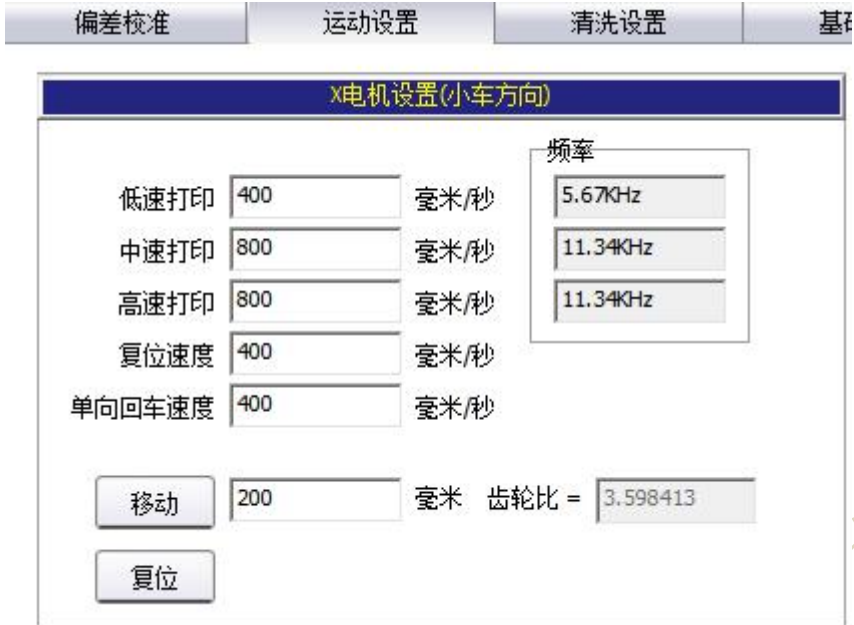 偏差校准 运动设置 清洗设置
X电机设置(小车方向)
频率
低速打印 400 毫米/秒 5.67KHz
中速打印 800 毫米/秒 11.34KHz
高速打印 800 毫米/秒 11.34KHz
复位速度 400 毫米/秒
单向回车速度 400 毫米/秒
移动 200 毫米 齿轮比 = 3.598413
复位